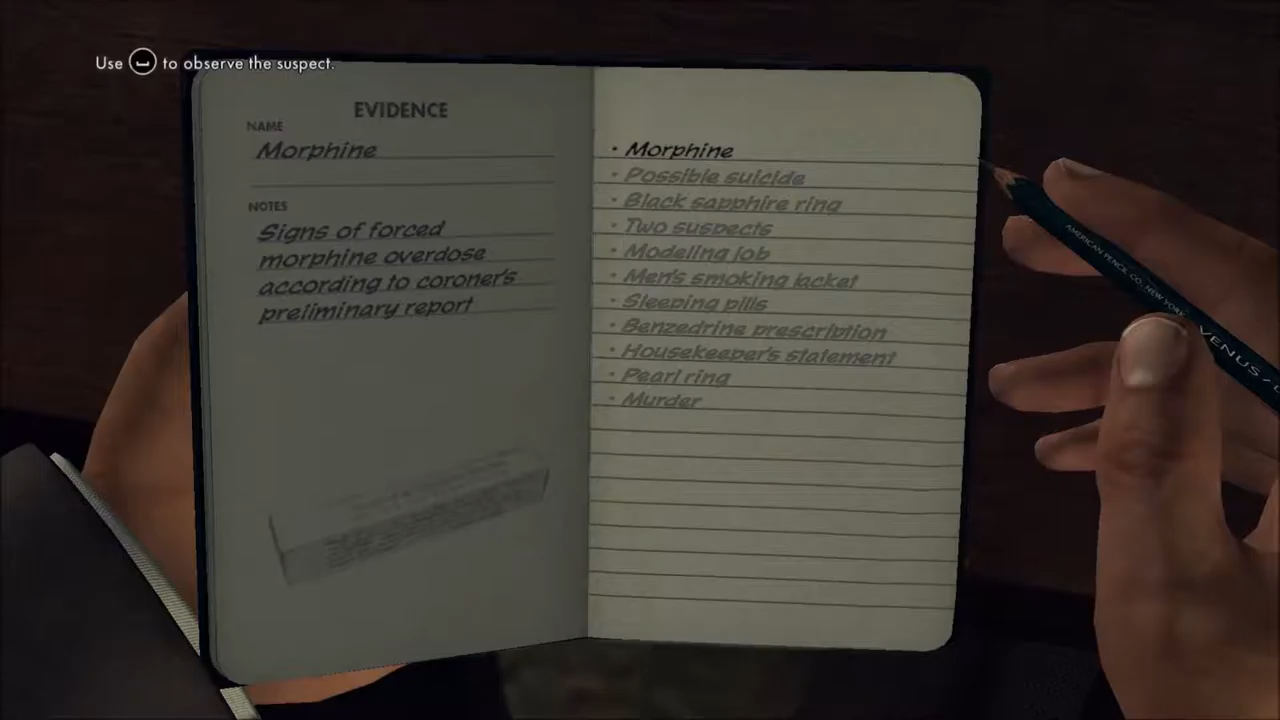 Use to observe the suspect.
EVIDENCE
NAME
Morphine
NOTES
Signs of forced
morphine overdose
according to coroner's
preliminary report
• Morphine
• Possible suicide
• Black sapphire ring
• Two suspects
• Modeling job
• Men's smoking jacket
• Sleeping pills
• Benzedrine prescription
• Housekeeper's statement
• Pearl ring
• Murder
AMERICAN PENCIL CO. NEW YORK
VENUS